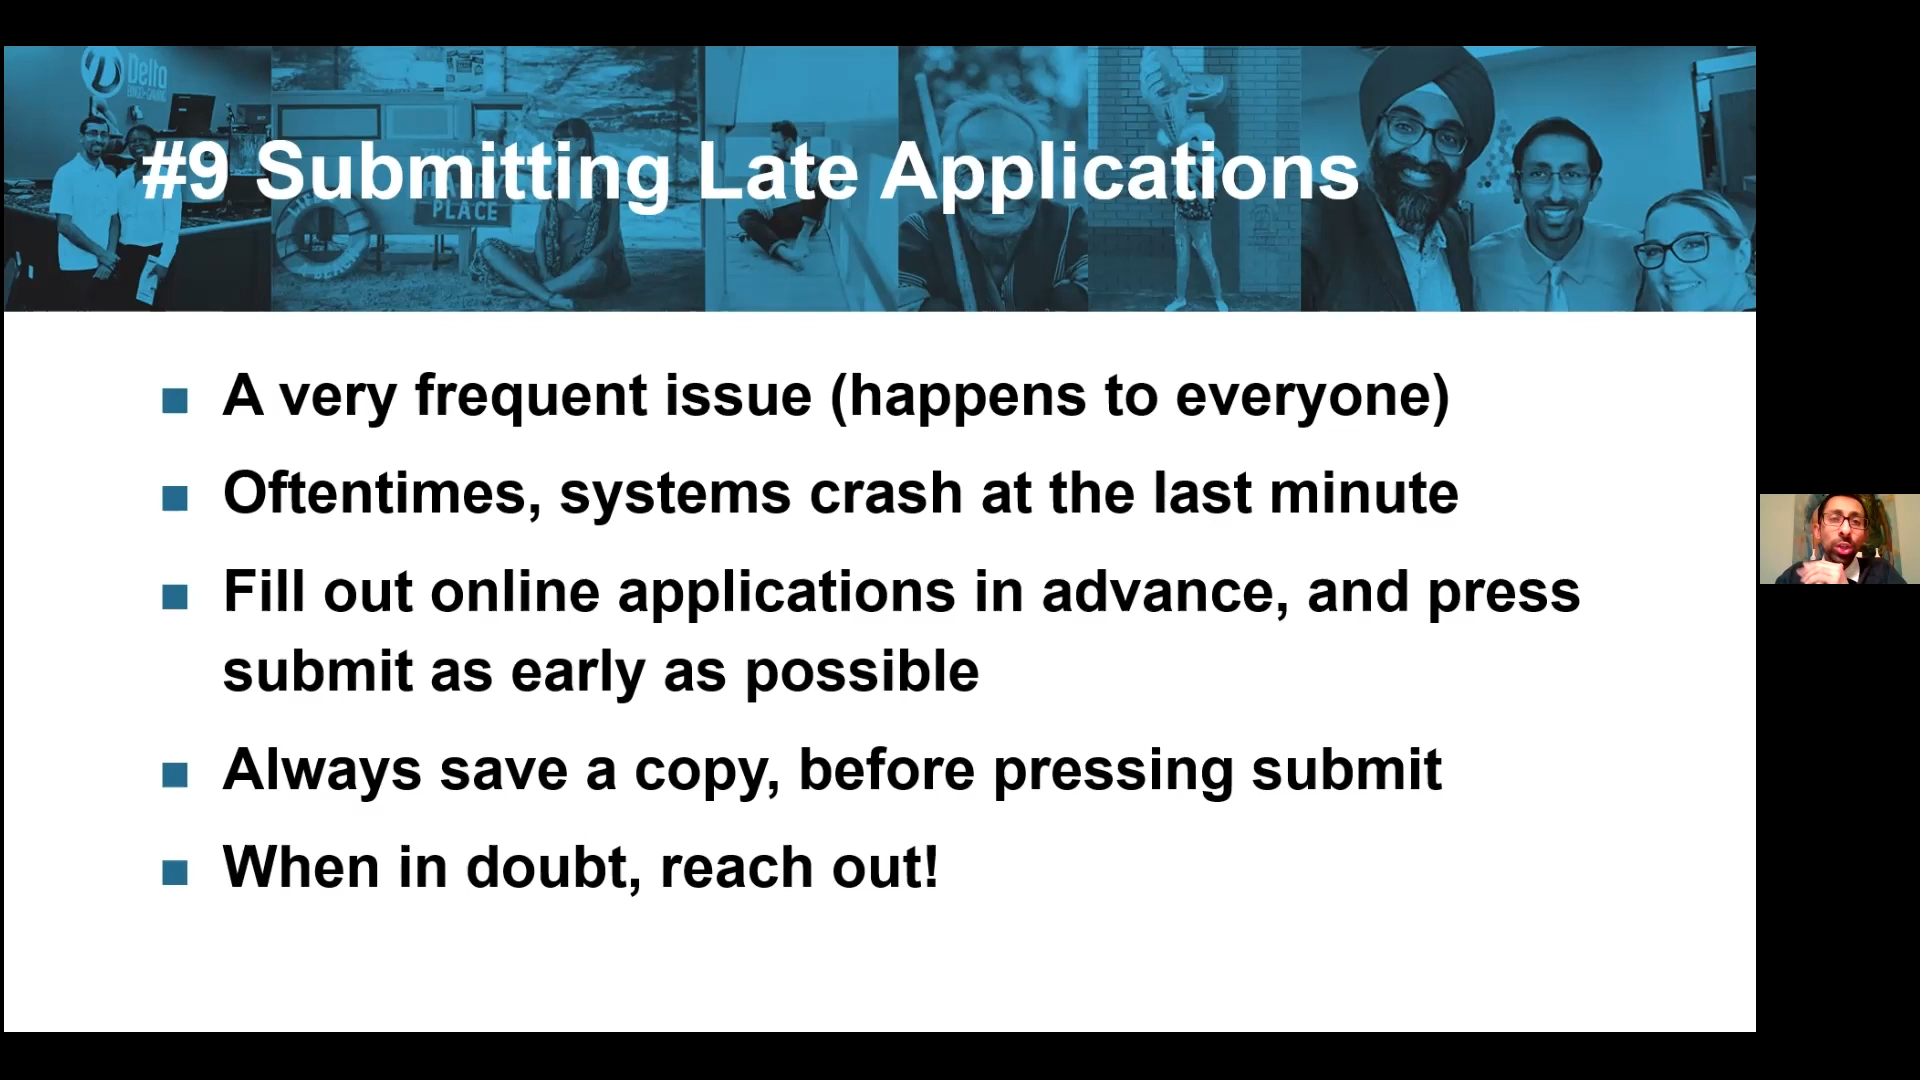 Delta
#9 Submitting Late Applications
PLACE
A very frequent issue (happens to everyone)
Oftentimes, systems crash at the last minute
Fill out online applications in advance, and press
submit as early as possible
Always save a copy, before pressing submit
When in doubt, reach out!